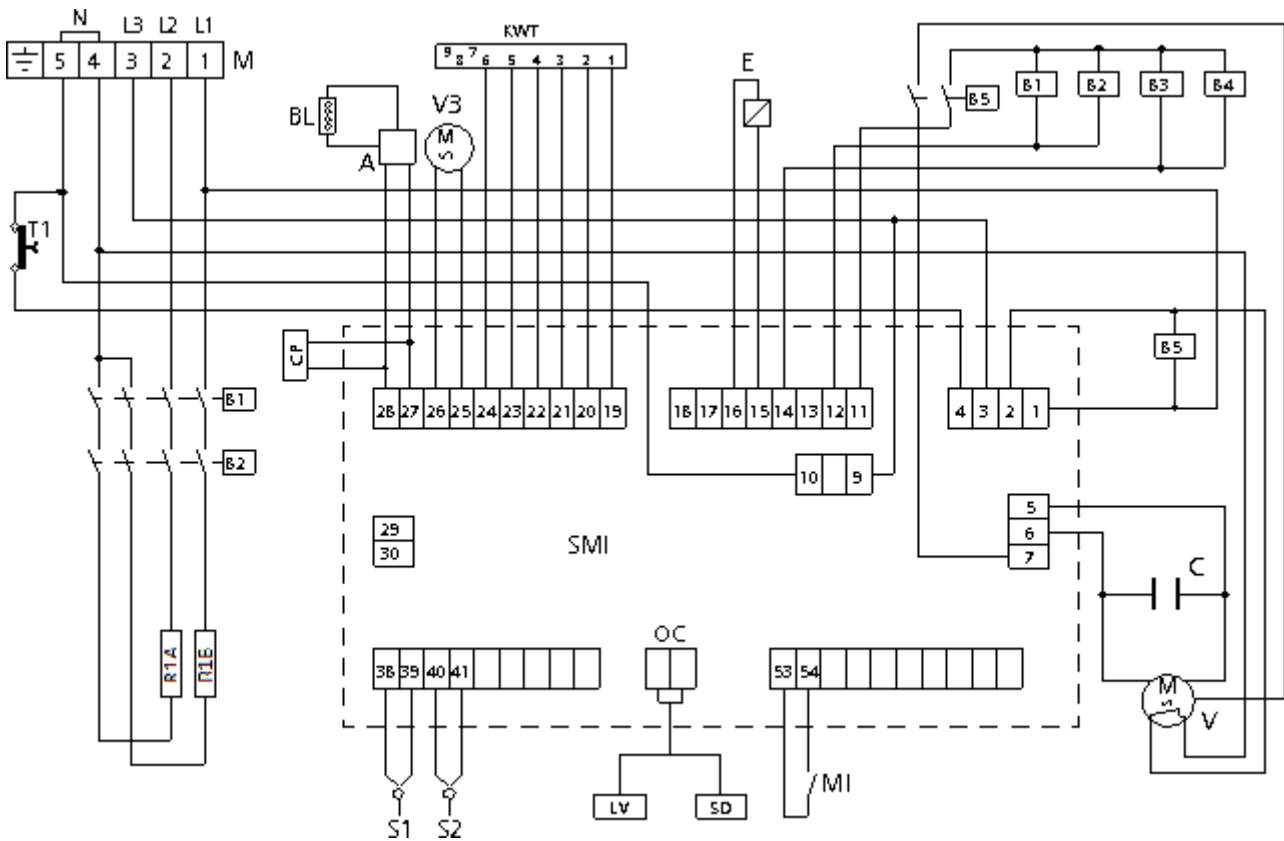 N L3 L2 L1
5 4 3 2 1 M
KWT
9 8 7 6 5 4 3 2 1
E
BL
A
V3
M
S
B5
B1 B2 B3 B4
T1
CP
B5
28 27 26 25 24 23 22 21 20 19
18 17 16 15 14 13 12 11
4 3 2 1
B1
B2
10 9
5
6
7
29
30
SMI
C
R1A R1B
OC
38 39 40 41
53 54
M
S
V
LV SD
MI
S1 S2